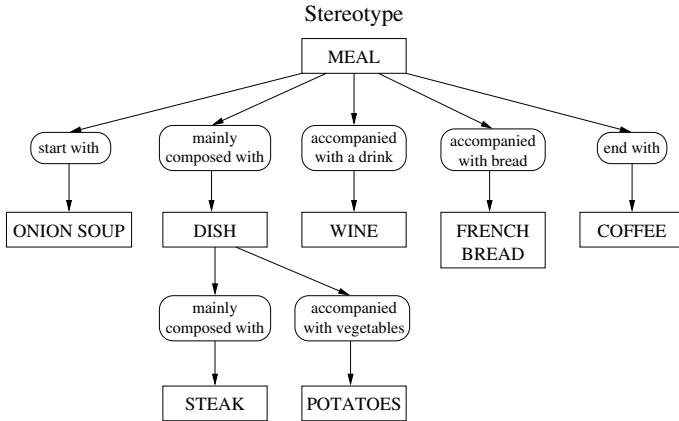 Stereotype
MEAL
start with
mainly
composed with
accompanied
with a drink
accompanied
with bread
end with
ONION SOUP
DISH
WINE
FRENCH
BREAD
COFFEE
mainly
composed with
accompanied
with vegetables
STEAK
POTATOES